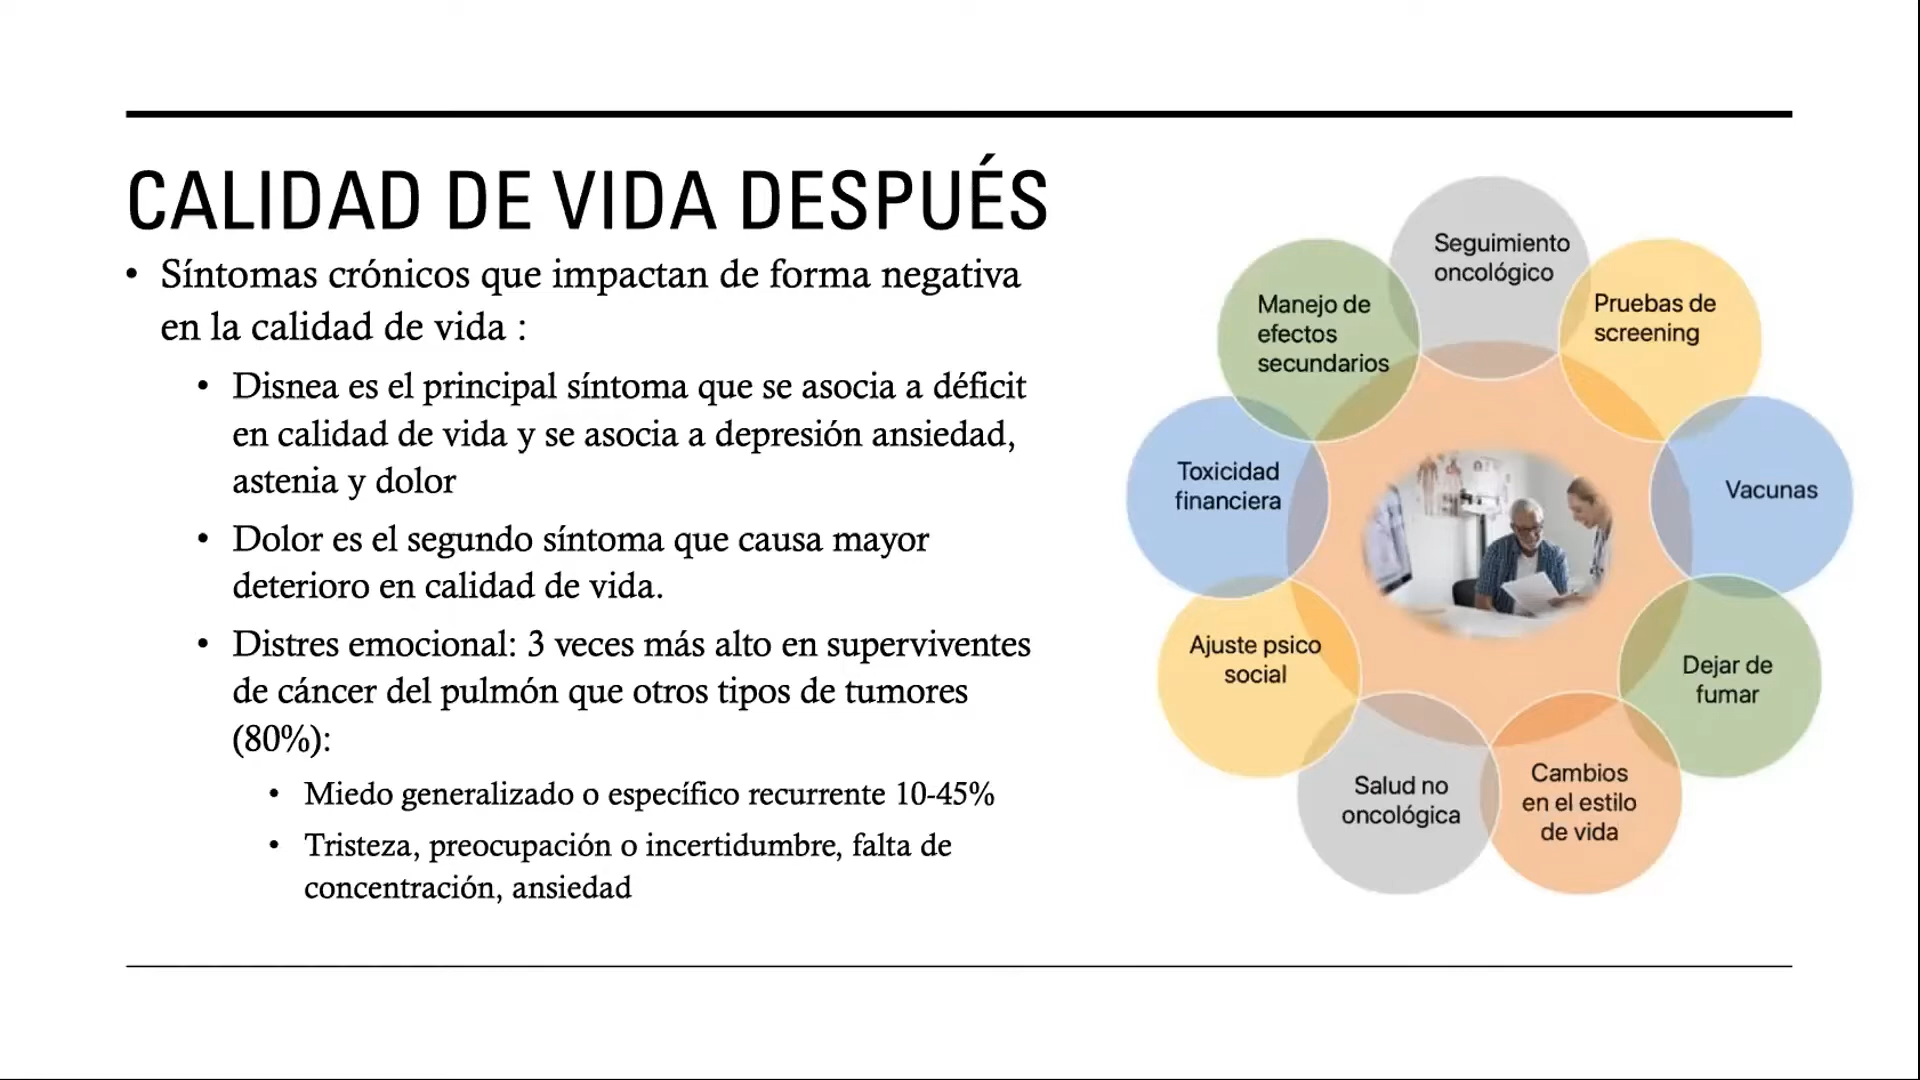 CALIDAD DE VIDA DESPUÉS
• Síntomas crónicos que impactan de forma negativa
en la calidad de vida :
• Disnea es el principal síntoma que se asocia a déficit
en calidad de vida y se asocia a depresión ansiedad,
astenia y dolor
• Dolor es el segundo síntoma que causa mayor
deterioro en calidad de vida.
• Distres emocional: 3 veces más alto en superviventes
de cáncer del pulmón que otros tipos de tumores
(80%):
• Miedo generalizado o específico recurrente 10-45%
• Tristeza, preocupación o incertidumbre, falta de
concentración, ansiedad
Seguimiento
oncológico
Pruebas de
screening
Vacunas
Dejar de
fumar
Cambios
en el estilo
de vida
Salud no
oncológica
Ajuste psico
social
Toxicidad
financiera
Manejo de
efectos
secundarios